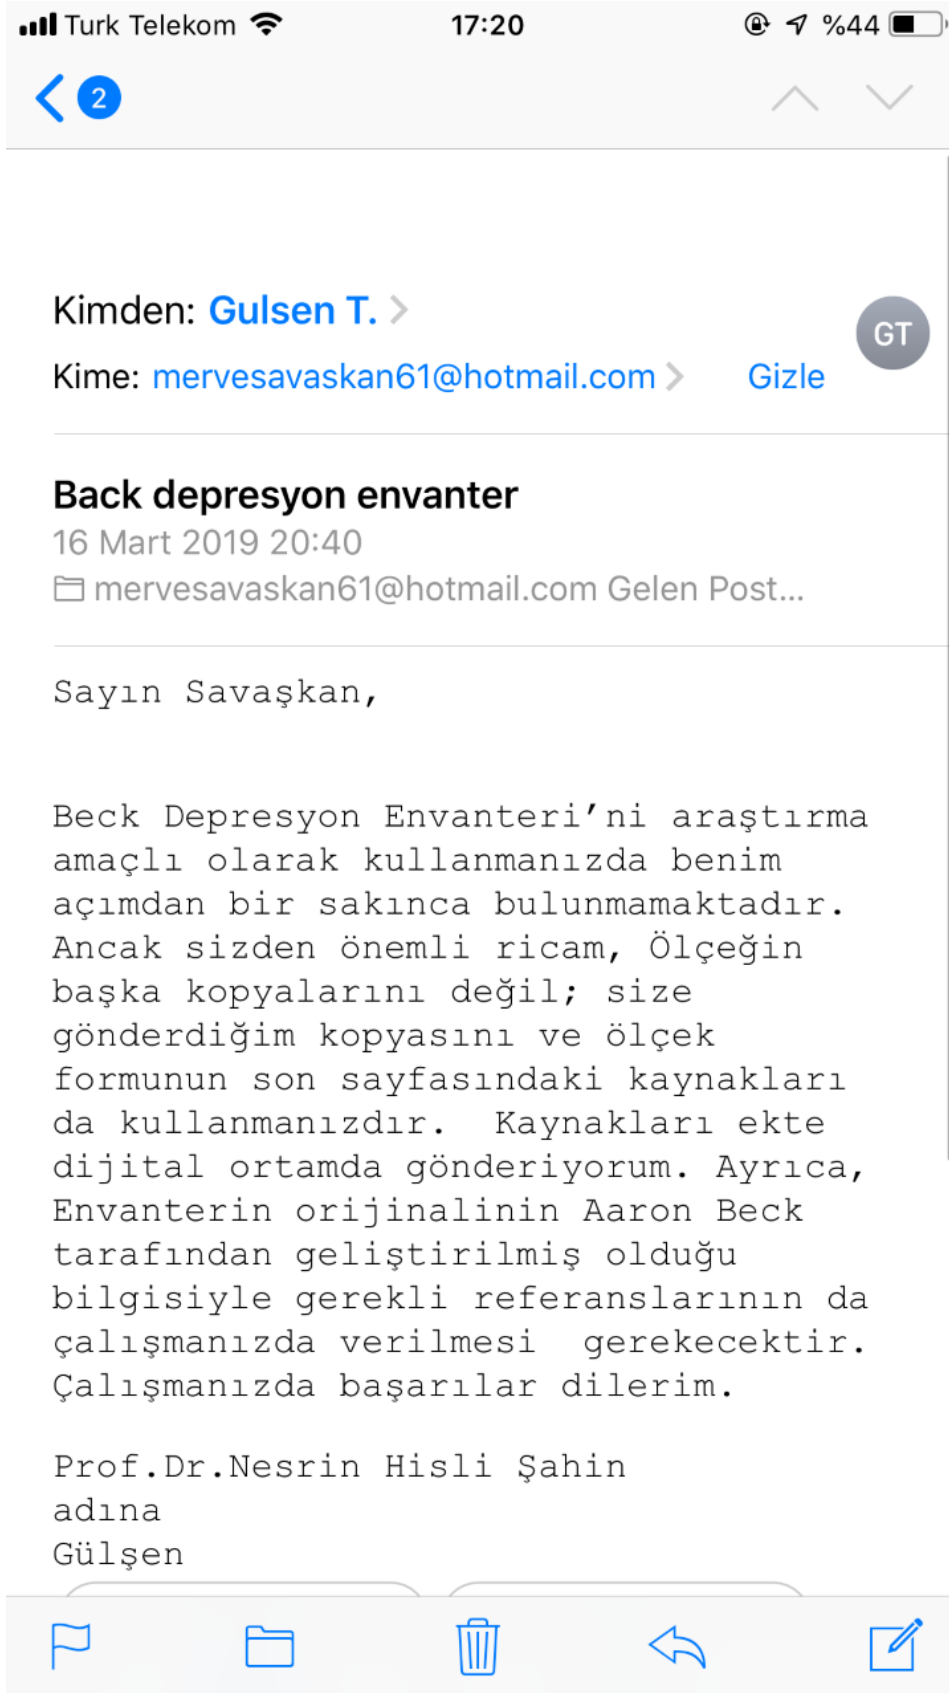 Turk Telekom 17:20 %44
2
Kimden: Gulsen T.
GT
Kime: mervesavaskan61@hotmail.com Gizle
Back depresyon envanter
16 Mart 2019 20:40
mervesavaskan61@hotmail.com Gelen Post...
Sayın Savaşkan,
Beck Depresyon Envanteri’ni araştırma
amaçlı olarak kullanmanızda benim
açımdan bir sakınca bulunmamaktadır.
Ancak sizden önemli ricam, Ölçeğin
başka kopyalarını değil; size
gönderdiğim kopyasını ve ölçek
formunun son sayfasındaki kaynakları
da kullanmanızdır.  Kaynakları ekte
dijital ortamda gönderiyorum. Ayrıca,
Envanterin orijinalinin Aaron Beck
tarafından geliştirilmiş olduğu
bilgisiyle gerekli referanslarının da
çalışmanızda verilmesi  gerekecektir.
Çalışmanızda başarılar dilerim.
Prof.Dr.Nesrin Hisli Şahin
adına
Gülşen